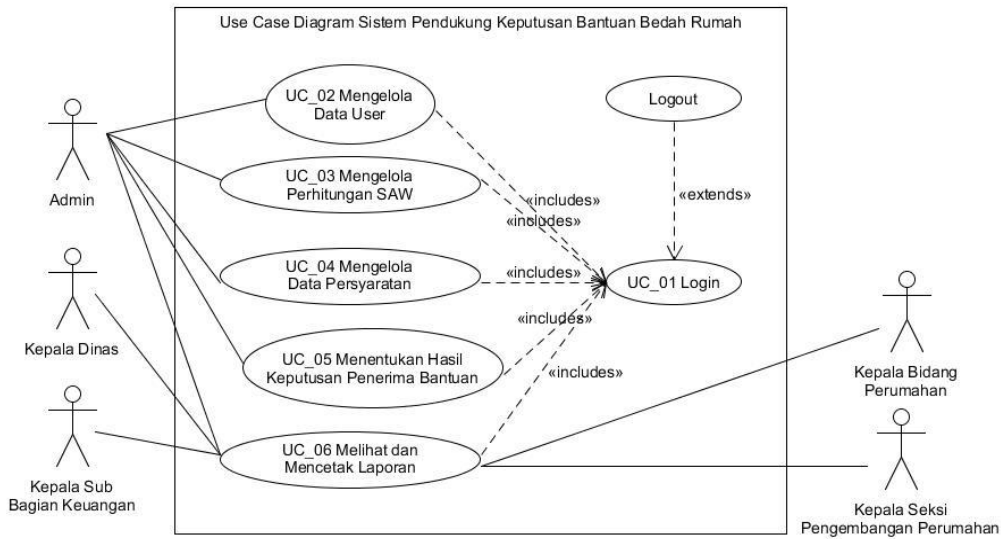 Use Case Diagram Sistem Pendukung Keputusan Bantuan Bedah Rumah
UC_02 Mengelola
Data User
Logout
Admin
UC_03 Mengelola
Perhitungan SAW
«includes»
«includes»
«extends»
UC_04 Mengelola
Data Persyaratan
«includes»
UC_01 Login
Kepala Dinas
«includes»
UC_05 Menentukan Hasil
Keputusan Penerima Bantuan
«includes»
Kepala Bidang
Perumahan
UC_06 Melihat dan
Mencetak Laporan
Kepala Sub
Bagian Keuangan
Kepala Seksi
Pengembangan Perumahan